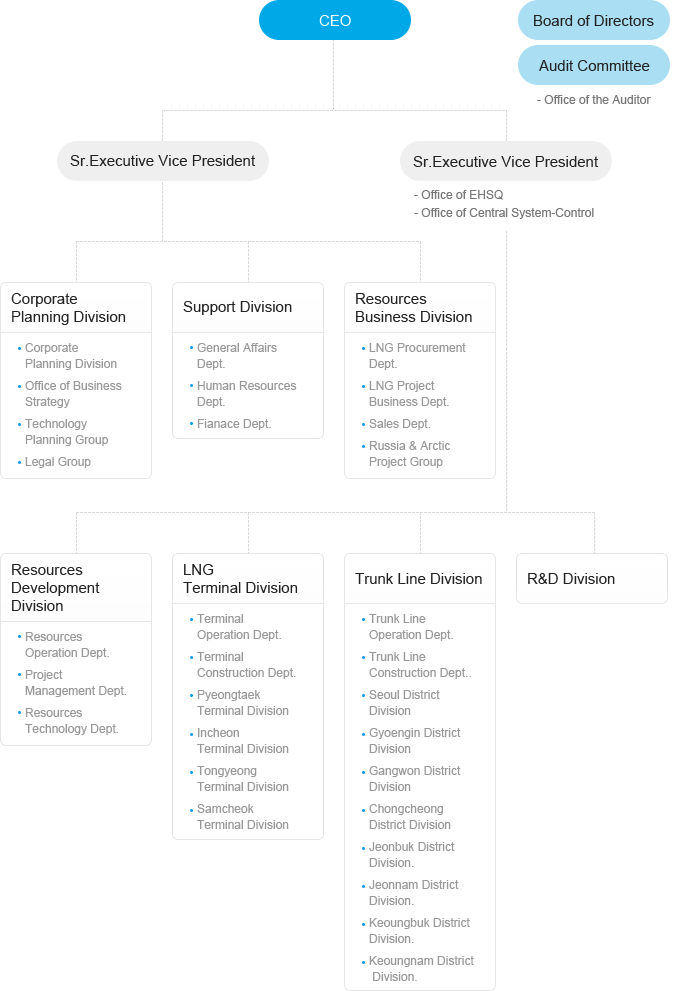 CEO
Board of Directors
Audit Committee
- Office of the Auditor
Sr.Executive Vice President
Sr.Executive Vice President
- Office of EHSQ
- Office of Central System-Control
Corporate
Planning Division
• Corporate
Planning Division
• Office of Business
Strategy
• Technology
Planning Group
• Legal Group
Support Division
• General Affairs
Dept.
• Human Resources
Dept.
• Fianace Dept.
Resources
Business Division
• LNG Procurement
Dept.
• LNG Project
Business Dept.
• Sales Dept.
• Russia & Arctic
Project Group
Resources
Development
Division
• Resources
Operation Dept.
• Project
Management Dept.
• Resources
Technology Dept.
LNG
Terminal Division
• Terminal
Operation Dept.
• Terminal
Construction Dept.
• Pyeongtaek
Terminal Division
• Incheon
Terminal Division
• Tongyeong
Terminal Division
• Samcheok
Terminal Division
Trunk Line Division
• Trunk Line
Operation Dept.
• Trunk Line
Construction Dept..
• Seoul District
Division
• Gyoengin District
Division
• Gangwon District
Division
• Chongcheong
District Division
• Jeonbuk District
Division.
• Jeonnam District
Division.
• Keoungbuk District
Division.
• Keoungnam District
Division.
R&D Division